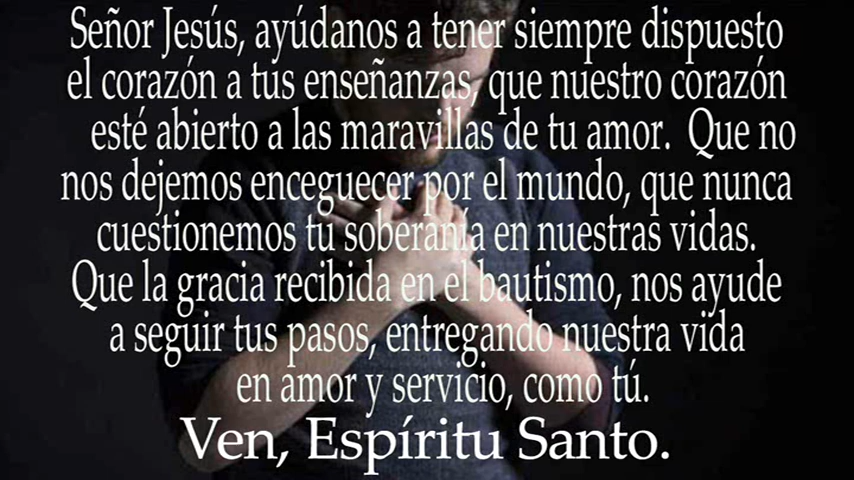 Señor Jesús, ayúdanos a tener siempre dispuesto
el corazón a tus enseñanzas, que nuestro corazón
esté abierto a las maravillas de tu amor. Que no
nos dejemos enceguecer por el mundo, que nunca
cuestionemos tu soberanía en nuestras vidas.
Que la gracia recibida en el bautismo, nos ayude
a seguir tus pasos, entregando nuestra vida
en amor y servicio, como tú.
Ven, Espíritu Santo.